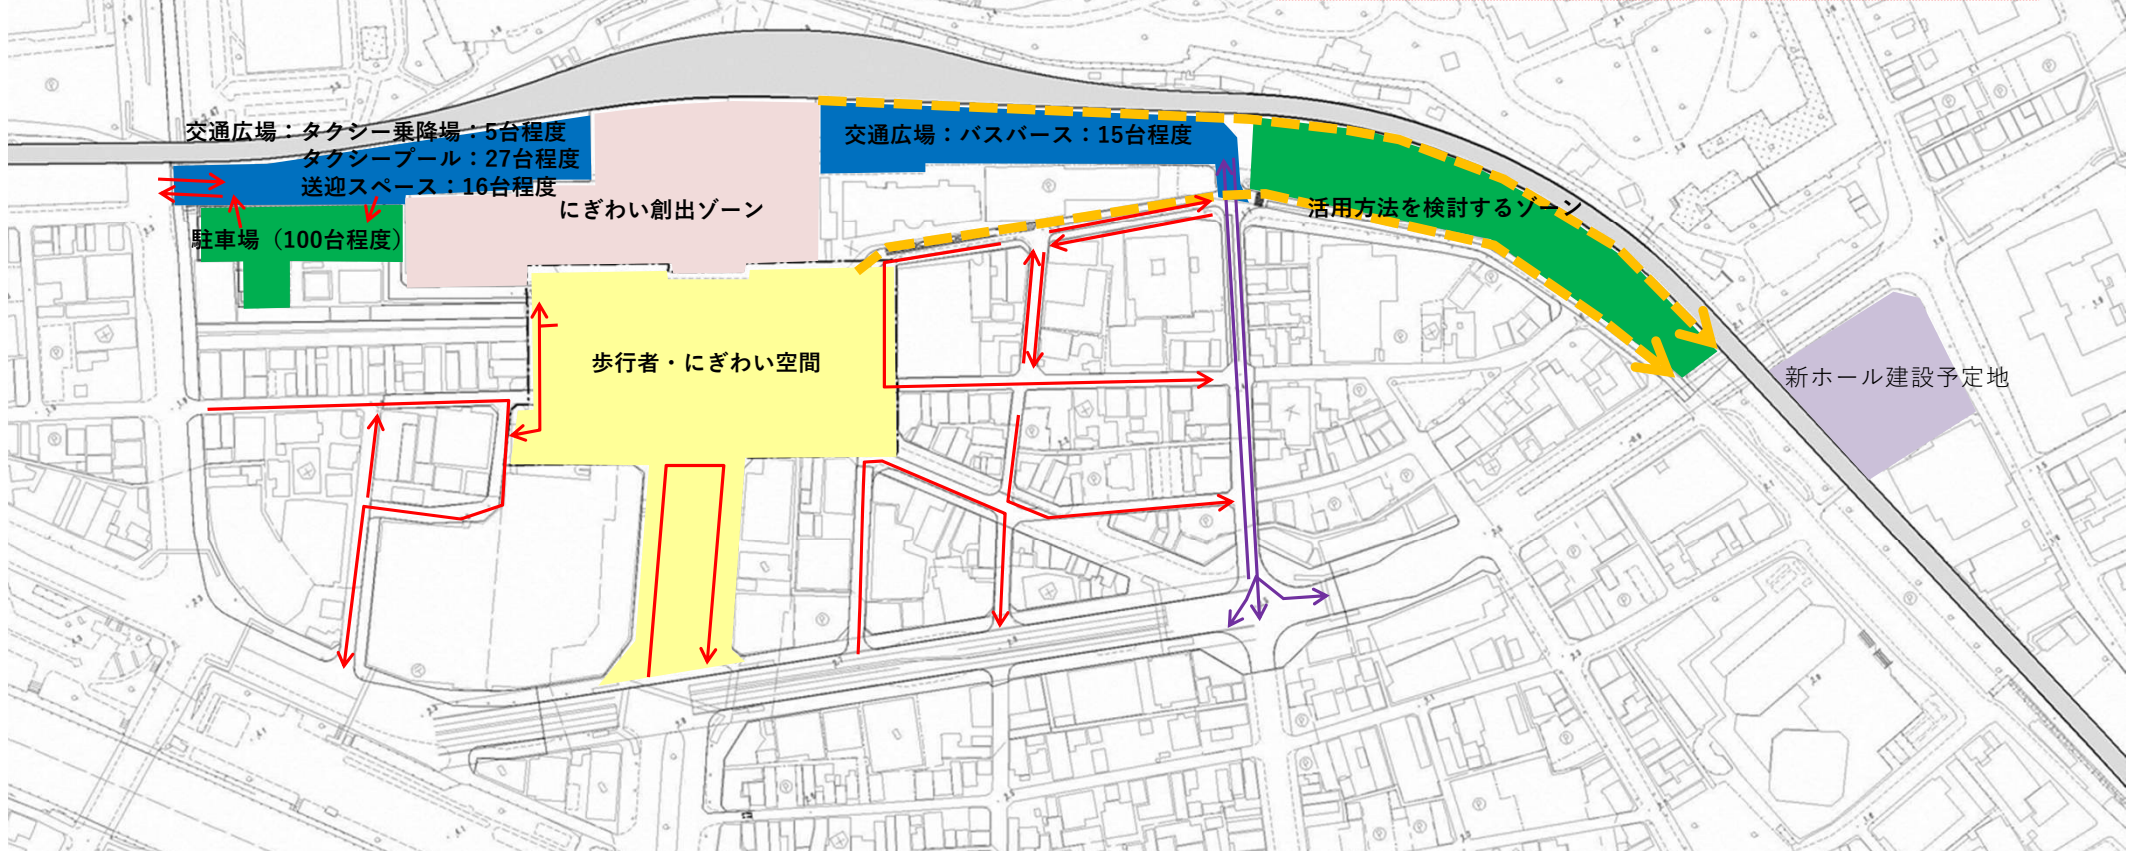 交通広場：タクシー乗降場：5台程度
タクシープール：27台程度
送迎スペース：16台程度
駐車場（100台程度）
にぎわい創出ゾーン
交通広場：バスバース：15台程度
活用方法を検討するゾーン
歩行者・にぎわい空間
新ホール建設予定地